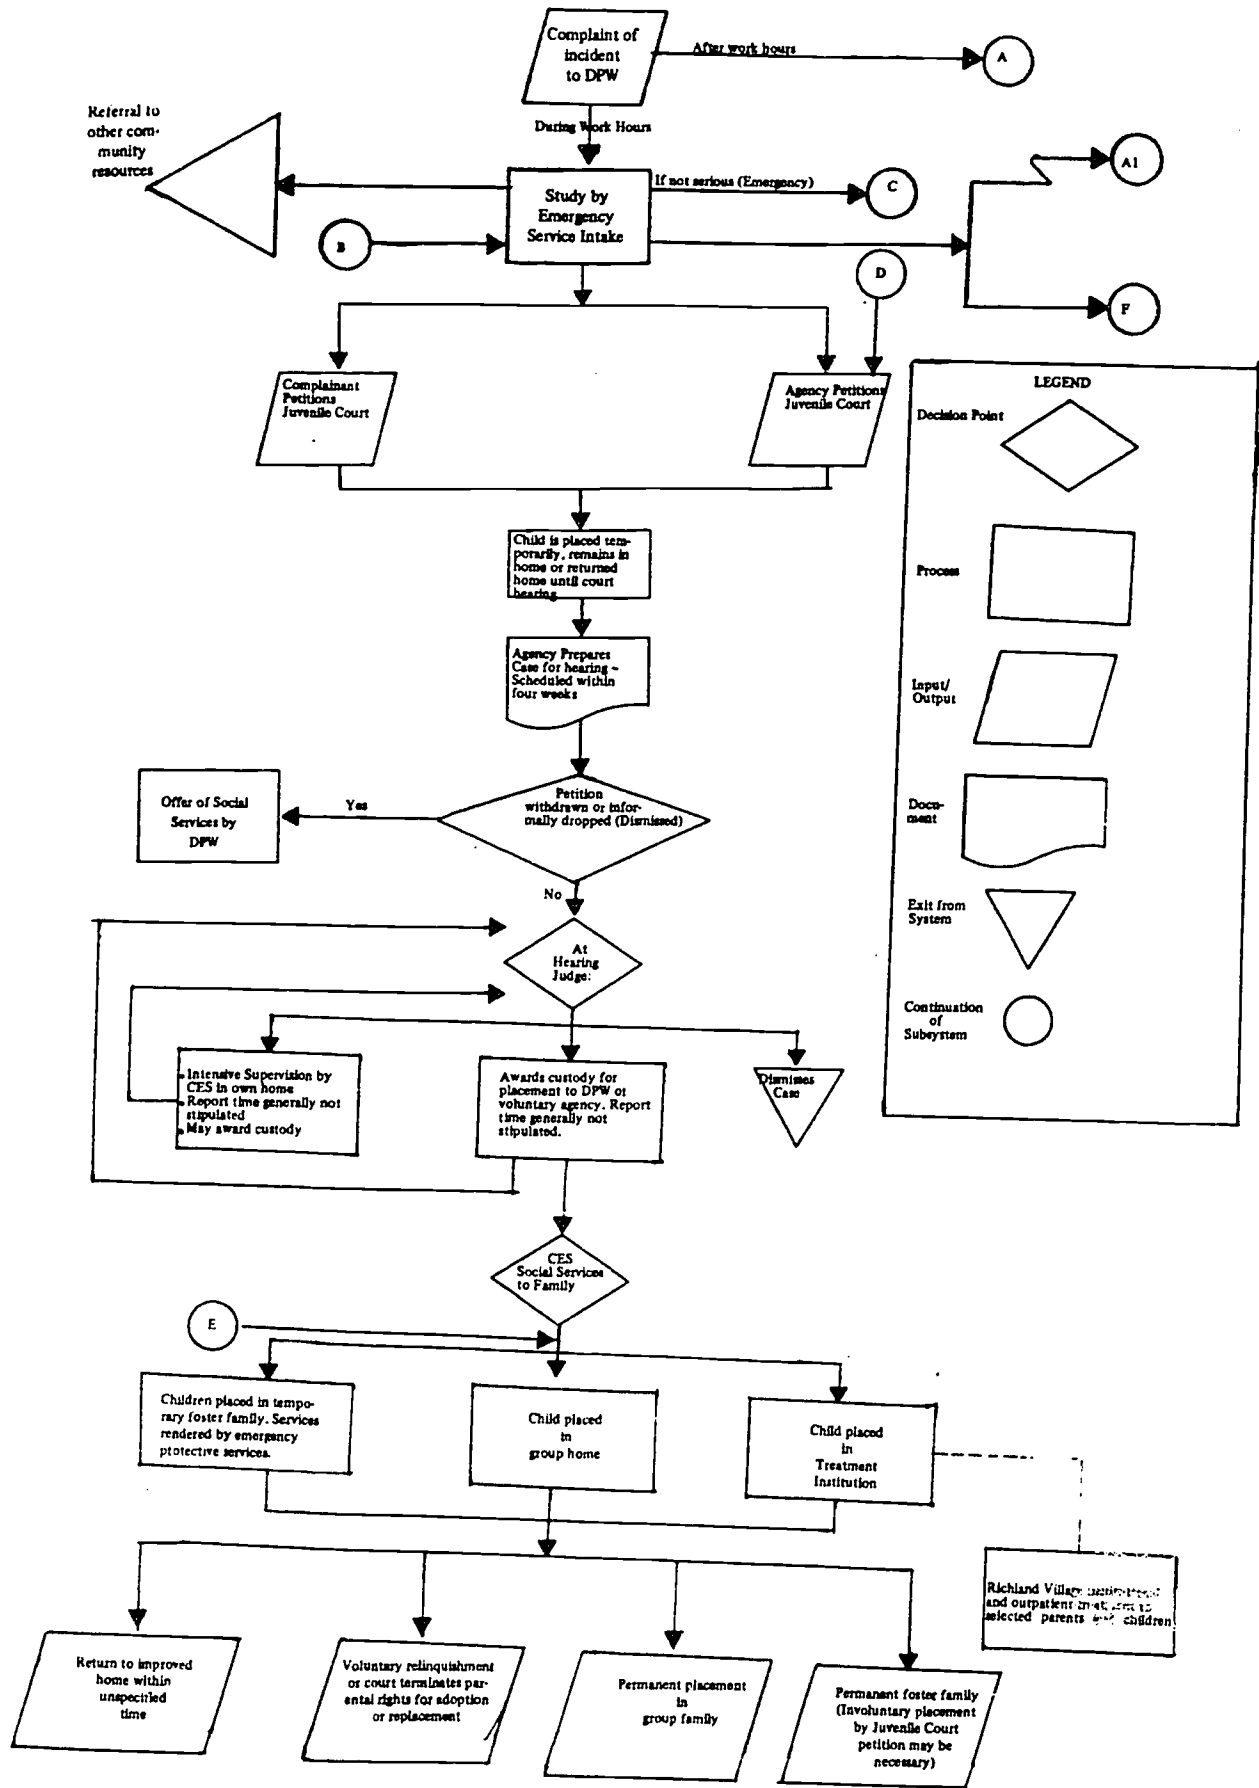 Complaint of
incident
to DPW
After work hours
A
Referral to
other com-
munity
resources
During Work Hours
A1
Study by
Emergency
Service Intake
If not serious (Emergency)
C
B
D
F
Complainant
Petitions
Juvenile Court
Agency Petitions
Juvenile Court
LEGEND
Decision Point
Process
Input/
Output
Docu-
ment
Exit from
System
Continuation
of
Subsystem
Child is placed tem-
porarily, remains in
home or returned
home until court
hearing
Agency Prepares
Case for hearing -
Scheduled within
four weeks
Offer of Social
Services by
DPW
Yes
Petition
withdrawn or infor-
mally dropped (Dismissed)
No
At
Hearing
Judge:
• Intensive Supervision by
CES in own home
• Report time generally not
stipulated
• May award custody
Awards custody for
placement to DPW or
voluntary agency. Report
time generally not
stipulated.
Dismisses
Case
CES
Social Services
to Family
E
Children placed in tempo-
rary foster family. Services
rendered by emergency
protective services.
Child placed
in
group home
Child placed
in
Treatment
Institution
Richland Village
and outpatient
selected parents children
Return to improved
home within
unspecified
time
Voluntary relinquishment
or court terminates par-
ental rights for adoption
or replacement
Permanent placement
in
group family
Permanent foster family
(Involuntary placement
by Juvenile Court
petition may be
necessary)